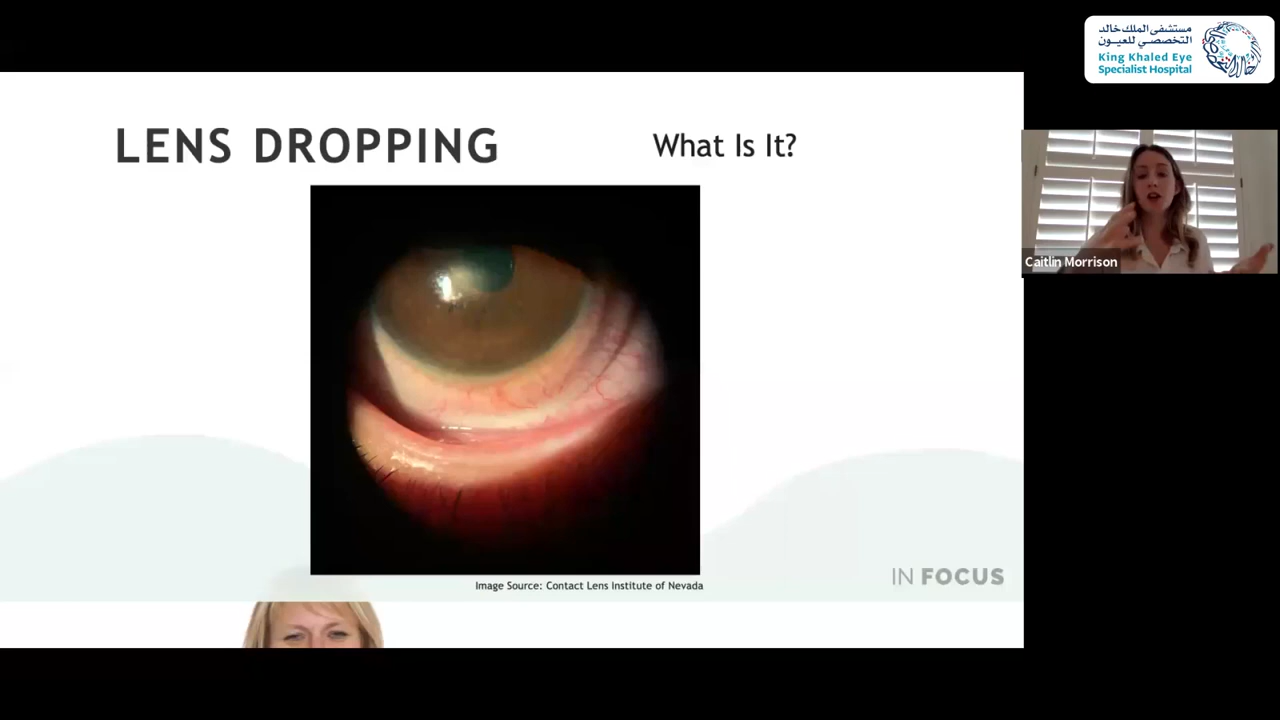 مستشفى الملك خالد
التخصصي للعيون
King Khaled Eye
Specialist Hospital
LENS DROPPING
What Is It?
Caitlin Morrison
IN FOCUS
Image Source: Contact Lens Institute of Nevada